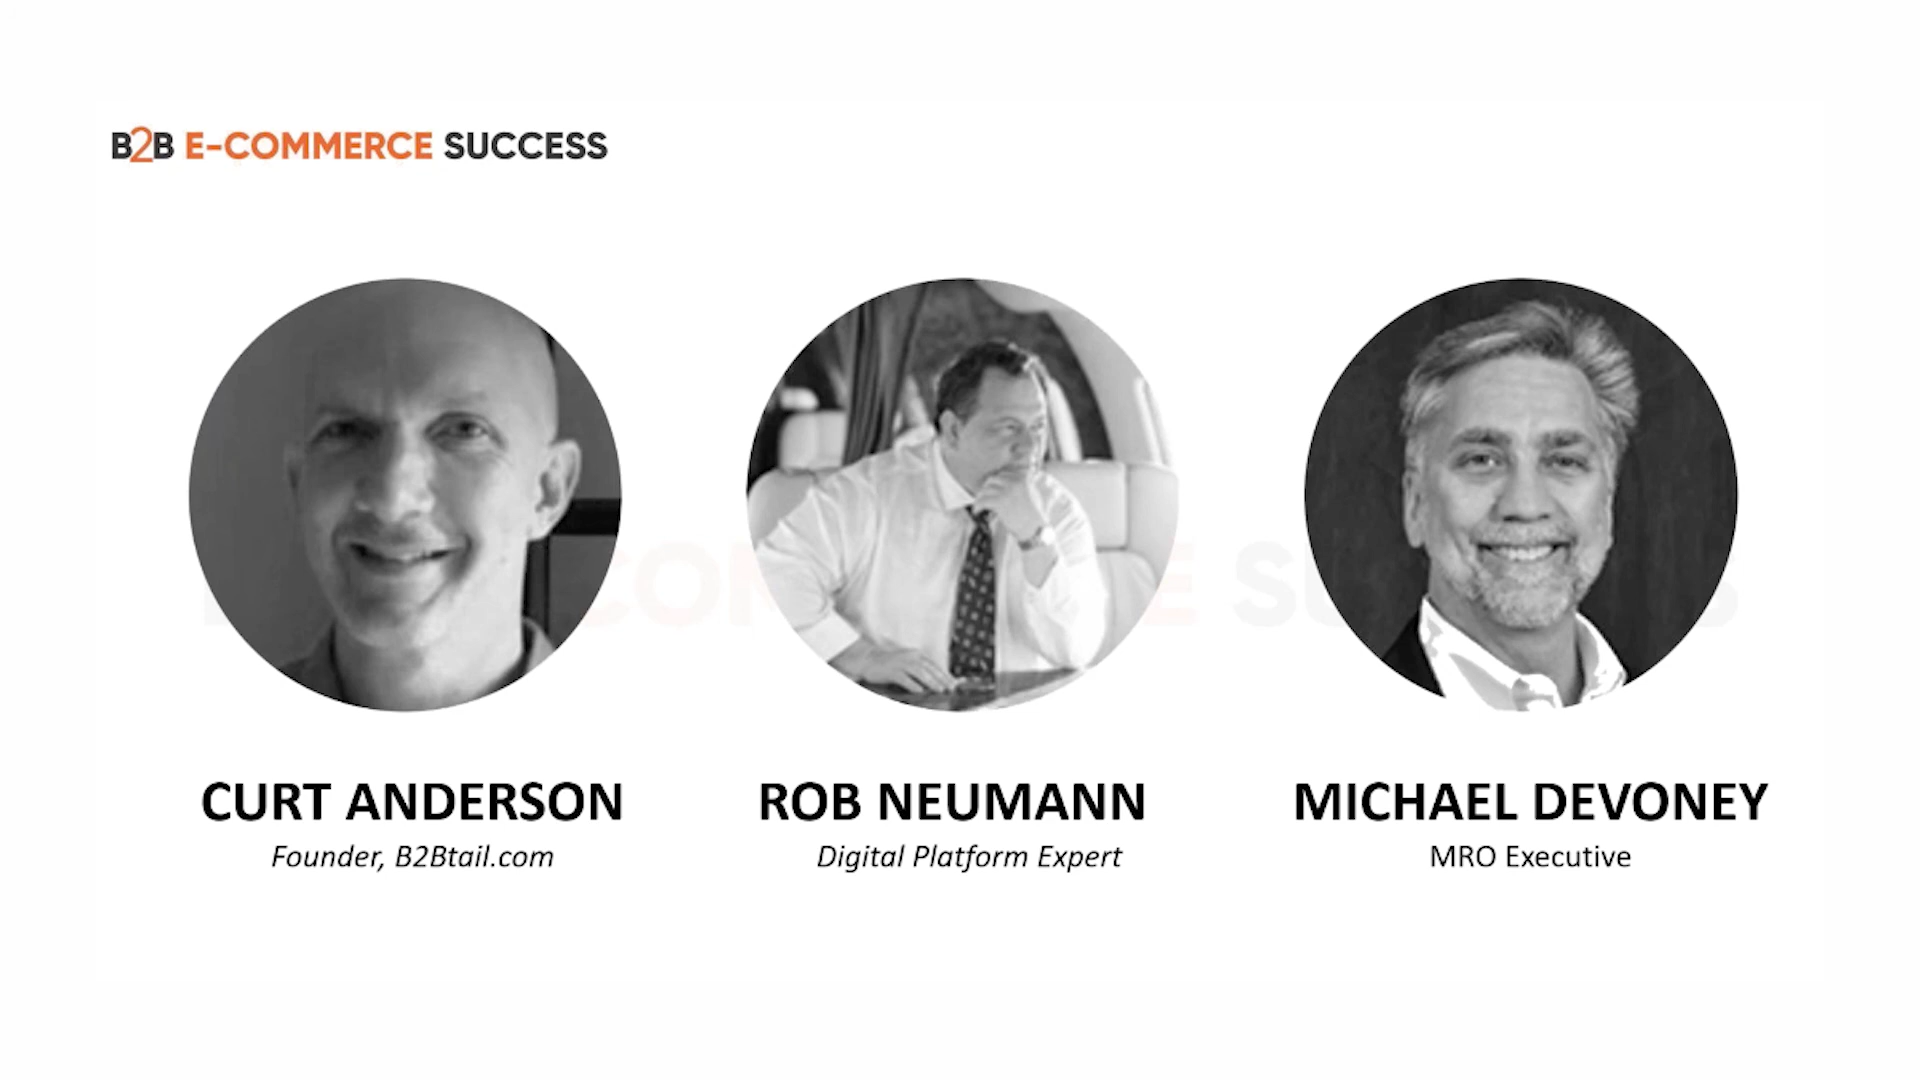 B2B E-COMMERCE SUCCESS
CURT ANDERSON
Founder, B2Btail.com
ROB NEUMANN
Digital Platform Expert
MICHAEL DEVONEY
MRO Executive